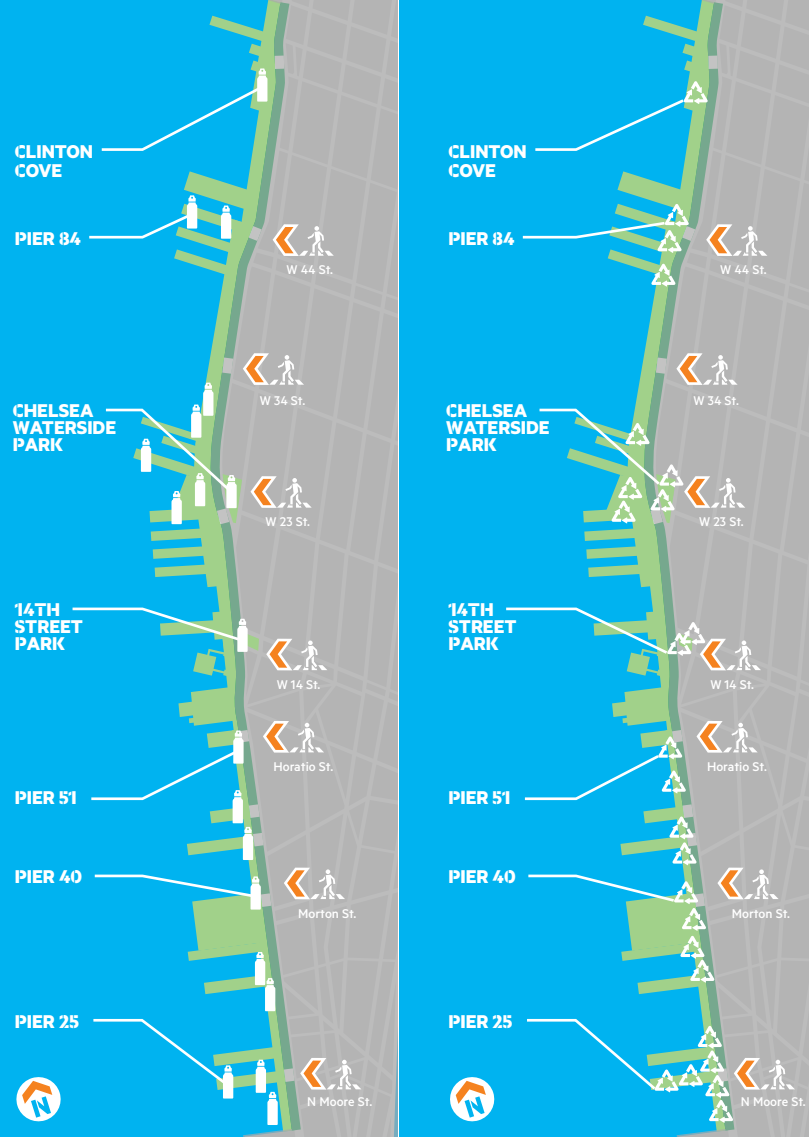 CLINTON
COVE
PIER 84
W 44 St.
W 34 St.
CHELSEA
WATERSIDE
PARK
W 23 St.
14TH
STREET
PARK
W 14 St.
Horatio St.
PIER 51
PIER 40
Morton St.
PIER 25
N Moore St.
N
CLINTON
COVE
PIER 84
W 44 St.
W 34 St.
CHELSEA
WATERSIDE
PARK
W 23 St.
14TH
STREET
PARK
W 14 St.
Horatio St.
PIER 51
PIER 40
Morton St.
PIER 25
N Moore St.
N